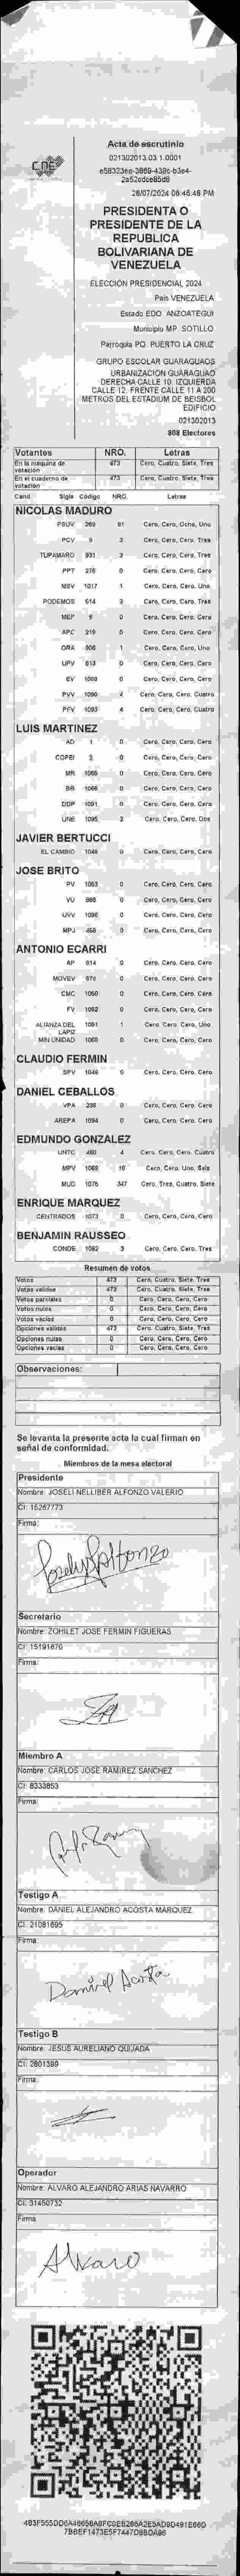 CNE
Acta de escrutinio
021302013.03.1.0001
28/07/2024 06:46:48 PM
PRESIDENTA O
PRESIDENTE DE LA
REPUBLICA
BOLIVARIANA DE
VENEZUELA
ELECCIÓN PRESIDENCIAL 2024
País VENEZUELA
Estado EDO. ANZOATEGUI
Municipio MP. SOTILLO
Parroquia PQ. PUERTO LA CRUZ
GRUPO ESCOLAR GUARAGUAOS
URBANIZACIÓN GUARAGUAO
DERECHA CALLE 10. IZQUIERDA
CALLE 12. FRENTE CALLE 11 A 200
METROS DEL ESTADIUM DE BEISBOL
EDIFICIO
021302013
808 Electores
Votantes NRO. Letras
En la máquina de votación 473 Cero, Cuatro, Siete, Tres
En el cuaderno de votación 473 Cero, Cuatro, Siete, Tres
Cand Sigla Código NRO. Letras
NICOLAS MADURO
PSUV 269 81 Cero, Cero, Ocho, Uno
PCV 9 3 Cero, Cero, Cero, Tres
TUPAMARO 931 3 Cero, Cero, Cero, Tres
PPT 276 0 Cero, Cero, Cero, Cero
MSV 1017 1 Cero, Cero, Cero, Uno
PODEMOS 514 3 Cero, Cero, Cero, Tres
MEP 6 0 Cero, Cero, Cero, Cero
APC 219 0 Cero, Cero, Cero, Cero
ORA 906 1 Cero, Cero, Cero, Uno
UPV 613 0 Cero, Cero, Cero, Cero
EV 1009 0 Cero, Cero, Cero, Cero
PVV 1090 4 Cero, Cero, Cero, Cuatro
PFV 1093 4 Cero, Cero, Cero, Cuatro
LUIS MARTINEZ
AD 1 0 Cero, Cero, Cero, Cero
COPEI 2 0 Cero, Cero, Cero, Cero
MR 1065 0 Cero, Cero, Cero, Cero
BR 1066 0 Cero, Cero, Cero, Cero
DDP 1091 0 Cero, Cero, Cero, Cero
UNE 1095 2 Cero, Cero, Cero, Dos
JAVIER BERTUCCI
EL CAMBIO 1048 0 Cero, Cero, Cero, Cero
JOSE BRITO
PV 1053 0 Cero, Cero, Cero, Cero
VU 968 0 Cero, Cero, Cero, Cero
UVV 1096 0 Cero, Cero, Cero, Cero
MPJ 458 0 Cero, Cero, Cero, Cero
ANTONIO ECARRI
AP 914 0 Cero, Cero, Cero, Cero
MOVEV 978 0 Cero, Cero, Cero, Cero
CMC 1050 0 Cero, Cero, Cero, Cero
FV 1052 0 Cero, Cero, Cero, Cero
ALIANZA DEL LAPIZ 1051 1 Cero, Cero, Cero, Uno
MIN UNIDAD 1068 0 Cero, Cero, Cero, Cero
CLAUDIO FERMIN
SPV 1049 0 Cero, Cero, Cero, Cero
DANIEL CEBALLOS
VPA 239 0 Cero, Cero, Cero, Cero
AREPA 1094 0 Cero, Cero, Cero, Cero
EDMUNDO GONZALEZ
UNTC 460 4 Cero, Cero, Cero, Cuatro
MPV 1069 16 Cero, Cero, Uno, Seis
MUD 1075 347 Cero, Tres, Cuatro, Siete
ENRIQUE MARQUEZ
CENTRADOS 1073 0 Cero, Cero, Cero, Cero
BENJAMIN RAUSSEO
CONDE 1092 3 Cero, Cero, Cero, Tres
Resumen de votos
Votos 473 Cero, Cuatro, Siete, Tres
Votos validos 473 Cero, Cuatro, Siete, Tres
Votos parciales 0 Cero, Cero, Cero, Cero
Votos nulos 0 Cero, Cero, Cero, Cero
Votos vacíos 0 Cero, Cero, Cero, Cero
Opciones validas 473 Cero, Cuatro, Siete, Tres
Opciones nulas 0 Cero, Cero, Cero, Cero
Opciones vacías 0 Cero, Cero, Cero, Cero
Observaciones:
Se levanta la presente acta la cual firman en
señal de conformidad.
Miembros de la mesa electoral
Presidente
Nombre: JOSELI NELLIBER ALFONZO VALERIO
CI: 15267773
Firma:
Joseli Alfonzo
Secretario
Nombre: ZORILET JOSE FERMIN FIGUERAS
CI: 15191670
Firma:
Miembro A
Nombre: CARLOS JOSE RAMIREZ SANCHEZ
CI: 8333853
Firma:
Testigo A
Nombre: DANIEL ALEJANDRO ACOSTA MARQUEZ
CI: 21081695
Firma:
Daniel Acosta
Testigo B
Nombre: JESUS AURELIANO QUIJADA
CI: 2801399
Firma:
Operador
Nombre: ALVARO ALEJANDRO ARIAS NAVARRO
CI: 31450732
Firma
Alvaro